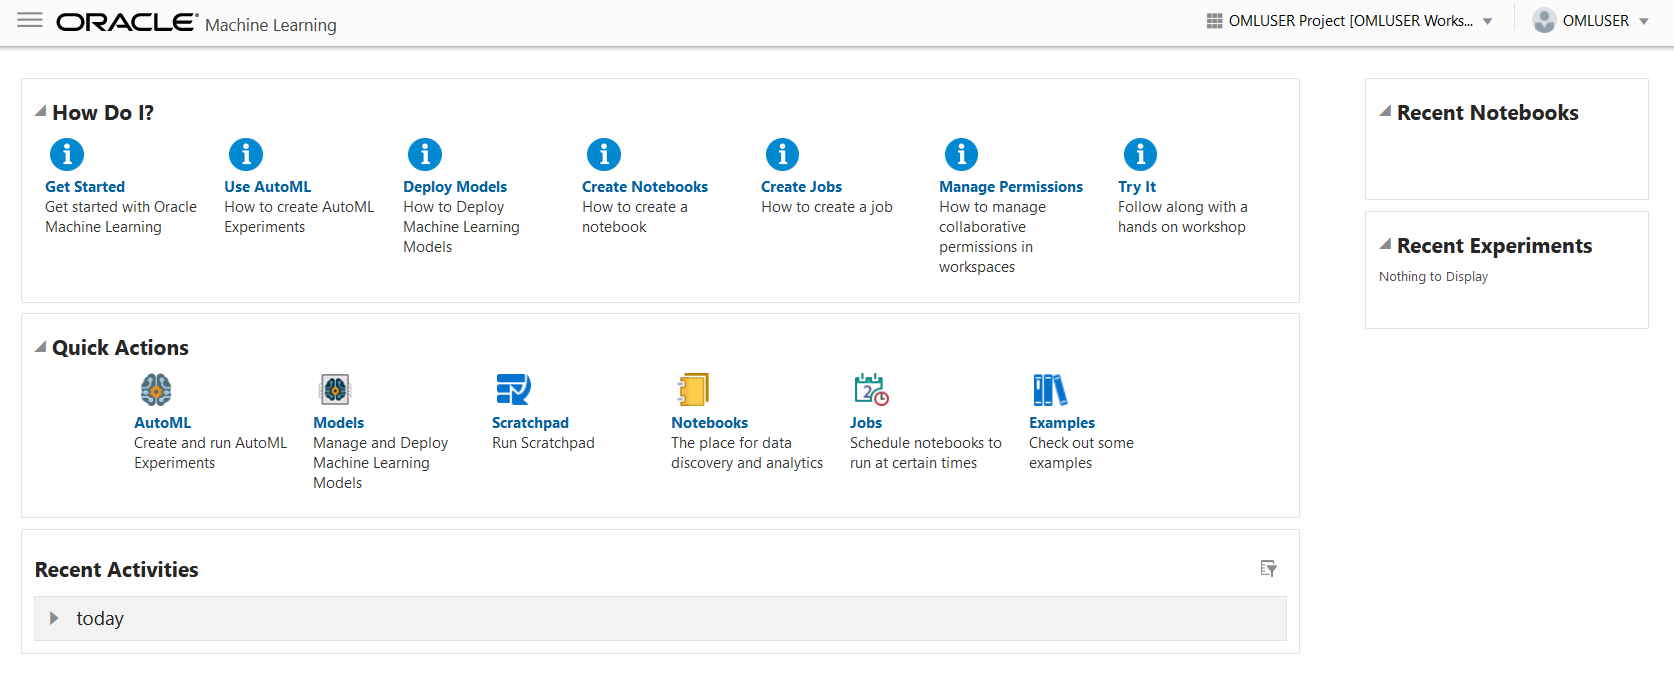 ORACLE Machine Learning
OMLUSER Project [OMLUSER Works...
OMLUSER
How Do I?
Get Started
Get started with Oracle
Machine Learning
Use AutoML
How to create AutoML
Experiments
Deploy Models
How to Deploy
Machine Learning
Models
Create Notebooks
How to create a
notebook
Create Jobs
How to create a job
Manage Permissions
How to manage
collaborative
permissions in
workspaces
Try It
Follow along with a
hands on workshop
Quick Actions
AutoML
Create and run AutoML
Experiments
Models
Manage and Deploy
Machine Learning
Models
Scratchpad
Run Scratchpad
Notebooks
The place for data
discovery and analytics
2
Jobs
Schedule notebooks to
run at certain times
Examples
Check out some
examples
Recent Activities
today
Recent Notebooks
Recent Experiments
Nothing to Display